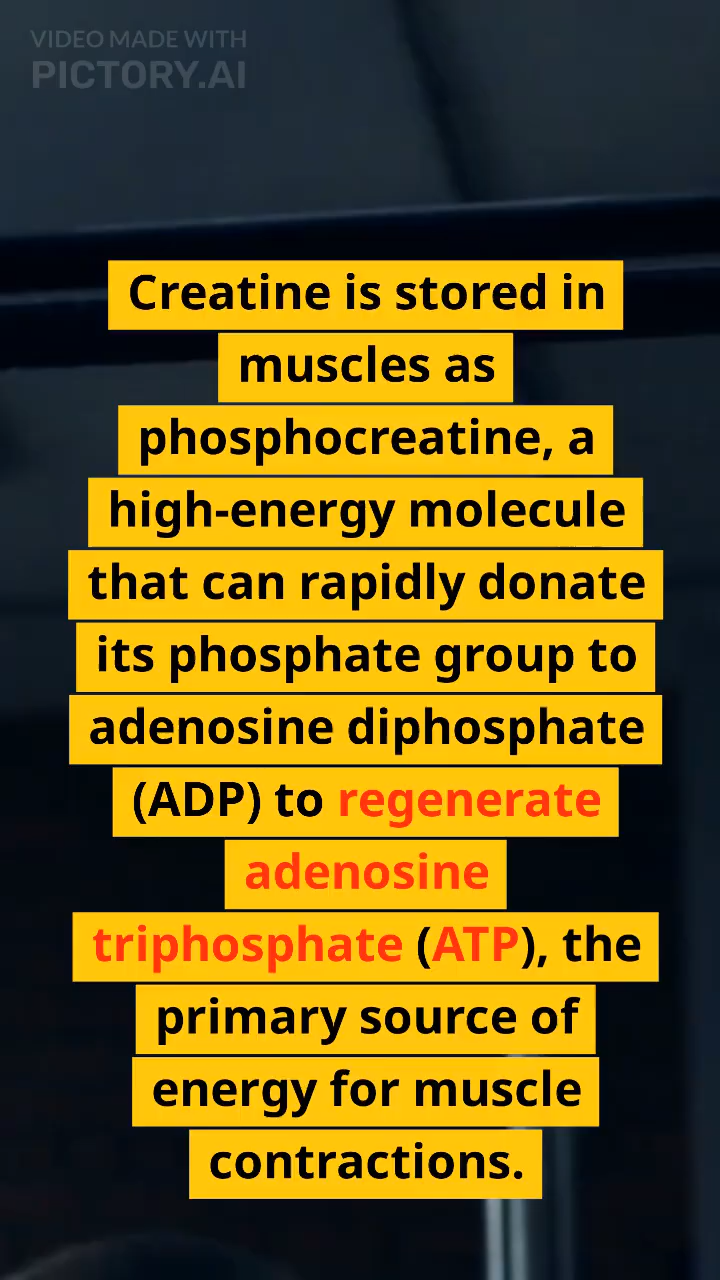 VIDEO MADE WITH
PICTORY.AI
Creatine is stored in
muscles as
phosphocreatine, a
high-energy molecule
that can rapidly donate
its phosphate group to
adenosine diphosphate
(ADP) to regenerate
adenosine
triphosphate (ATP), the
primary source of
energy for muscle
contractions.